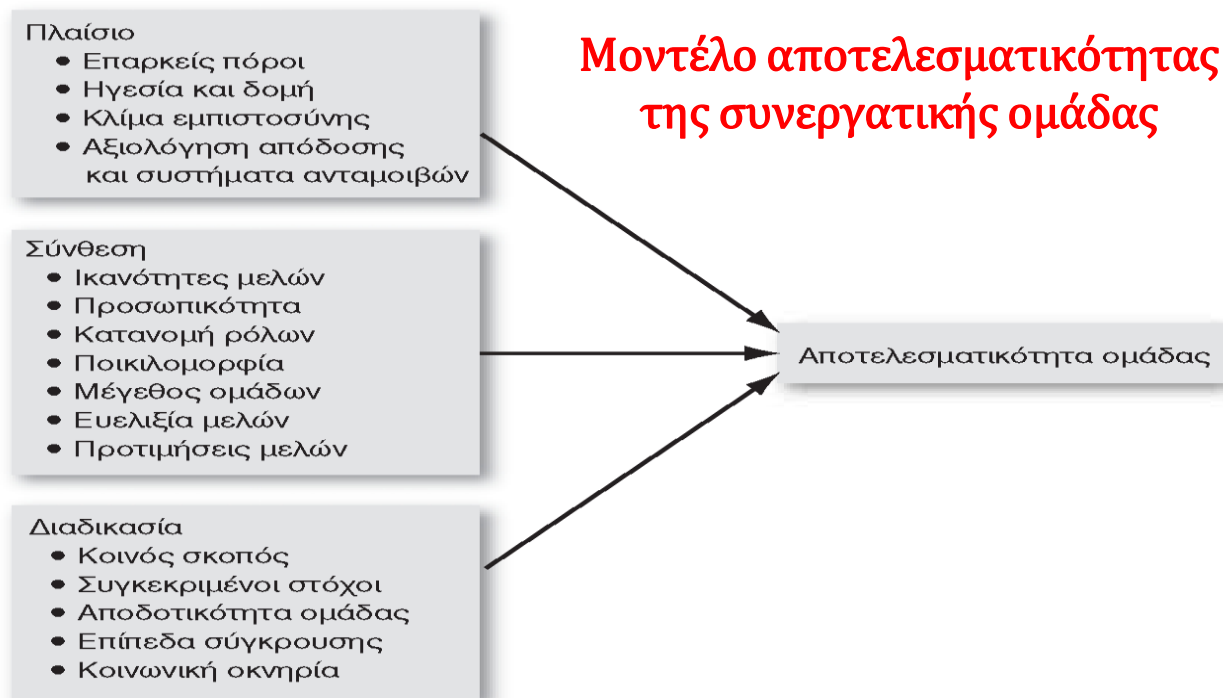 Μοντέλο αποτελεσματικότητας
της συνεργατικής ομάδας
Πλαίσιο
• Επαρκείς πόροι
• Ηγεσία και δομή
• Κλίμα εμπιστοσύνης
• Αξιολόγηση απόδοσης
και συστήματα ανταμοιβών
Σύνθεση
• Ικανότητες μελών
• Προσωπικότητα
• Κατανομή ρόλων
• Ποικιλομορφία
• Μέγεθος ομάδων
• Ευελιξία μελών
• Προτιμήσεις μελών
Διαδικασία
• Κοινός σκοπός
• Συγκεκριμένοι στόχοι
• Αποδοτικότητα ομάδας
• Επίπεδα σύγκρουσης
• Κοινωνική οκνηρία
Αποτελεσματικότητα ομάδας